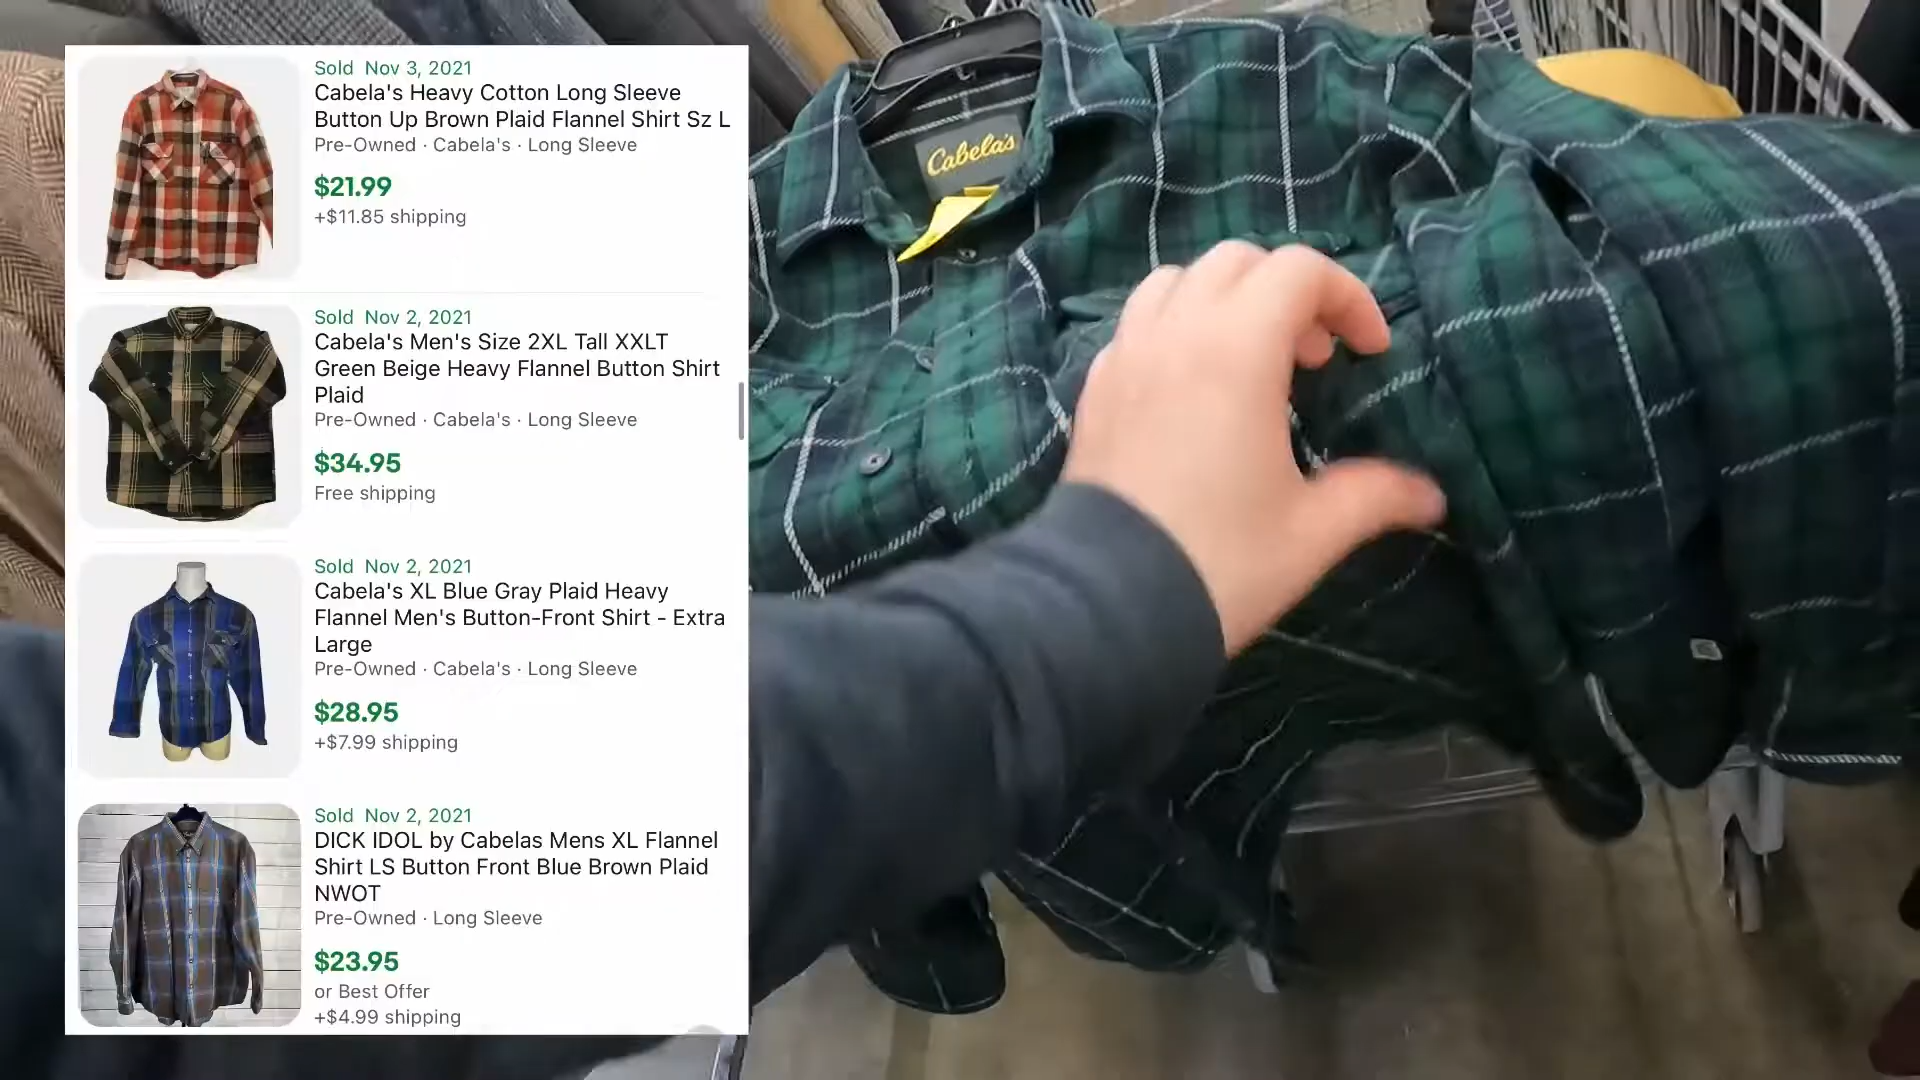 Sold Nov 3, 2021
Cabela's Heavy Cotton Long Sleeve
Button Up Brown Plaid Flannel Shirt Sz L
Pre-Owned · Cabela's · Long Sleeve
$21.99
+$11.85 shipping
Sold Nov 2, 2021
Cabela's Men's Size 2XL Tall XXLT
Green Beige Heavy Flannel Button Shirt
Plaid
Pre-Owned · Cabela's · Long Sleeve
$34.95
Free shipping
Sold Nov 2, 2021
Cabela's XL Blue Gray Plaid Heavy
Flannel Men's Button-Front Shirt - Extra
Large
Pre-Owned · Cabela's · Long Sleeve
$28.95
+$7.99 shipping
Sold Nov 2, 2021
DICK IDOL by Cabelas Mens XL Flannel
Shirt LS Button Front Blue Brown Plaid
NWOT
Pre-Owned · Long Sleeve
$23.95
or Best Offer
+$4.99 shipping
Cabela's